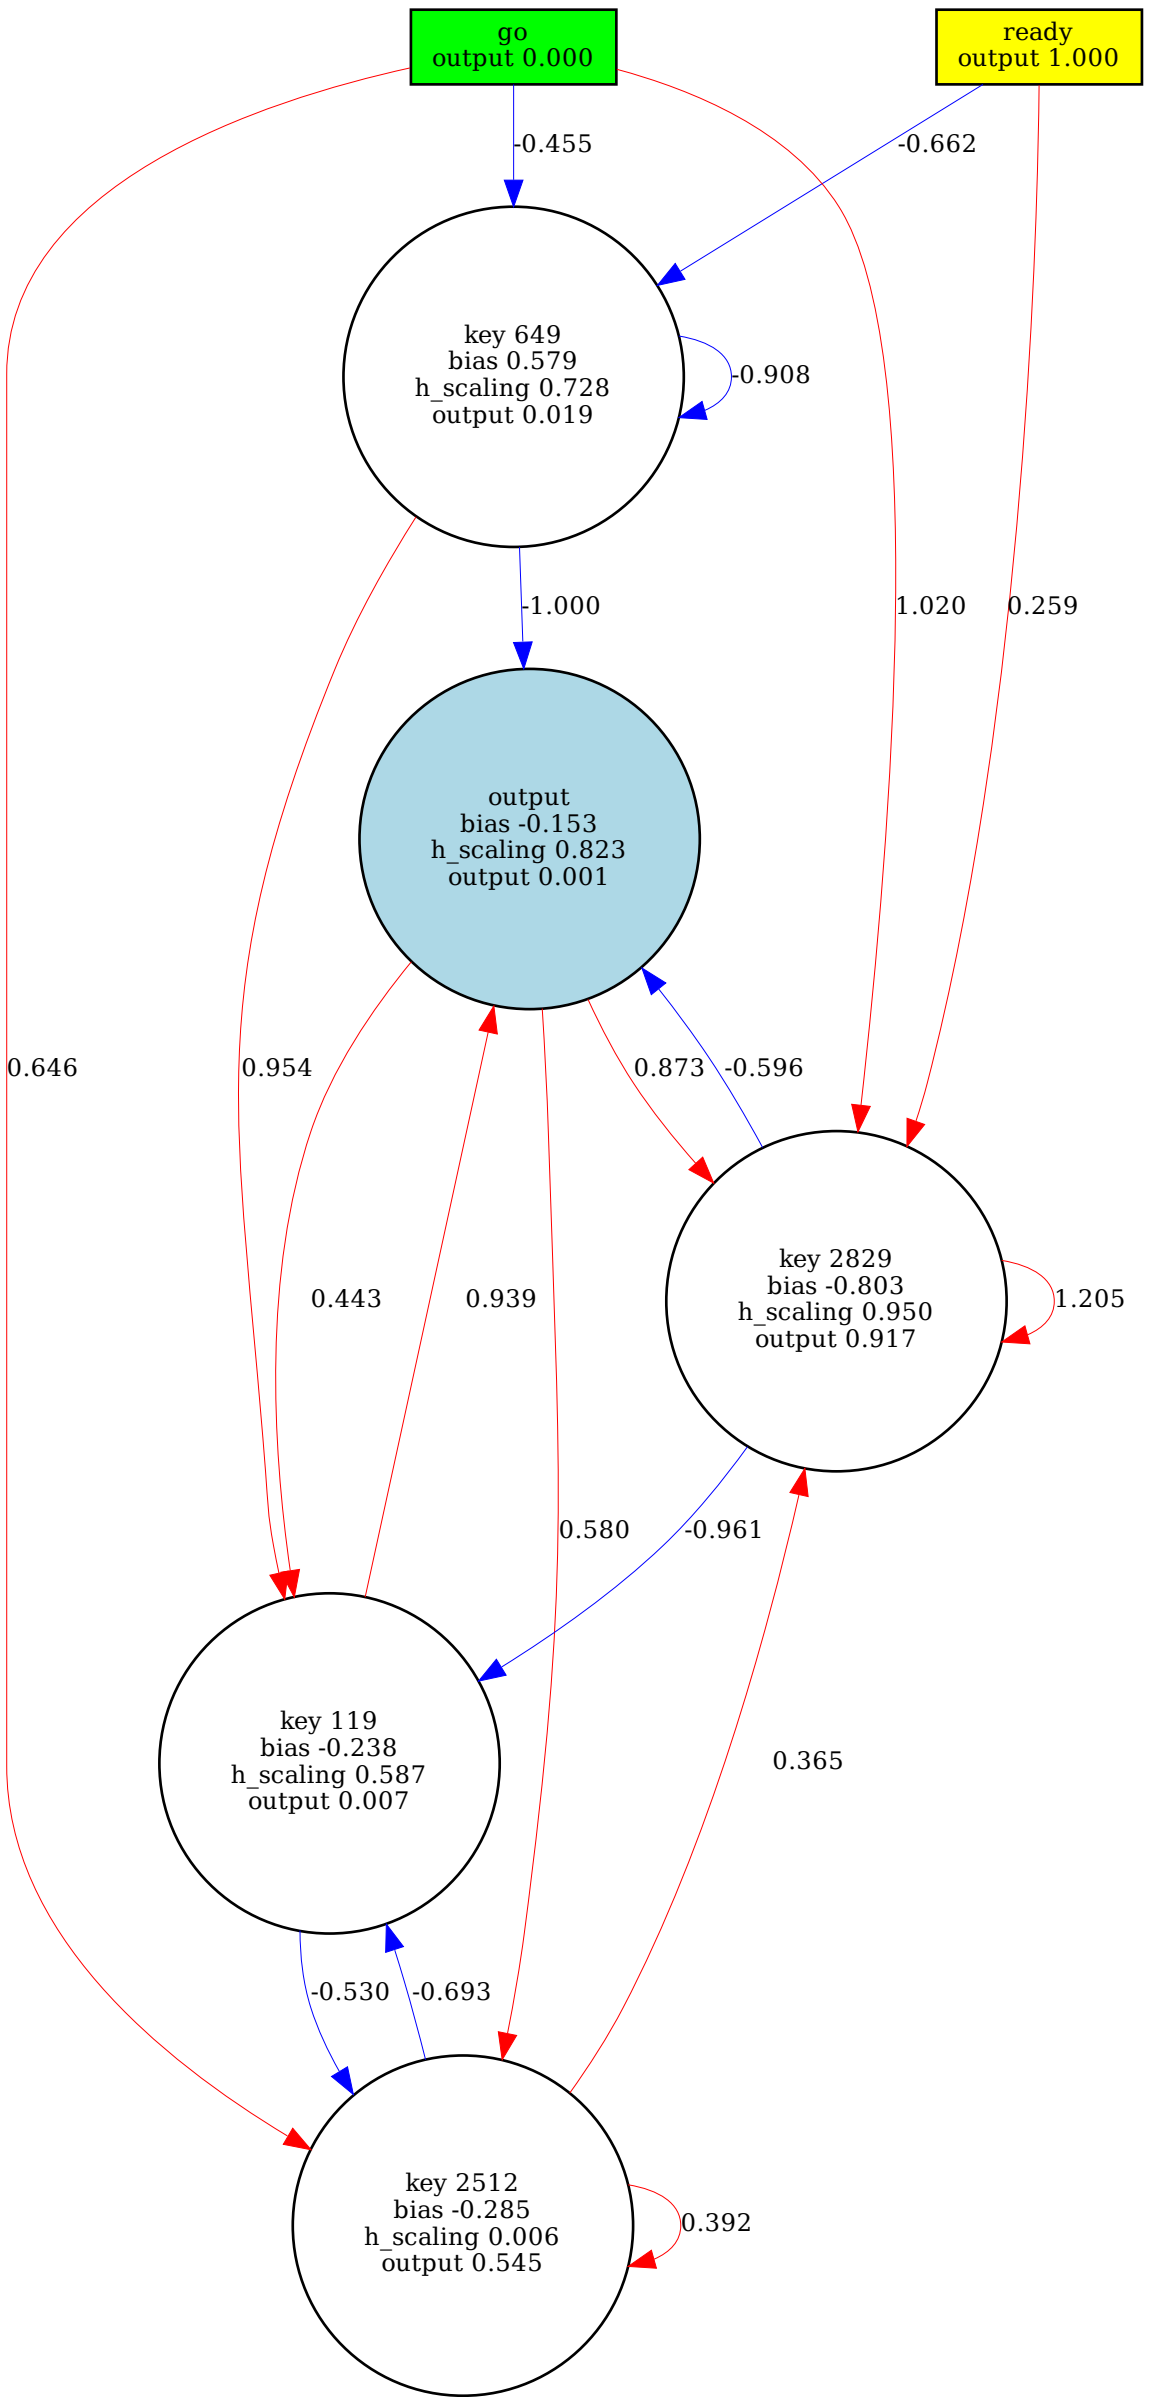 go
output 0.000
ready
output 1.000
-0.455
-0.662
key 649
bias 0.579
h_scaling 0.728
output 0.019
-0.908
-1.000
1.020
0.259
output
bias -0.153
h_scaling 0.823
output 0.001
0.646
0.954
0.873
-0.596
key 2829
bias -0.803
h_scaling 0.950
output 0.917
1.205
0.443
0.939
0.580
-0.961
key 119
bias -0.238
h_scaling 0.587
output 0.007
0.365
-0.530
-0.693
key 2512
bias -0.285
h_scaling 0.006
output 0.545
0.392